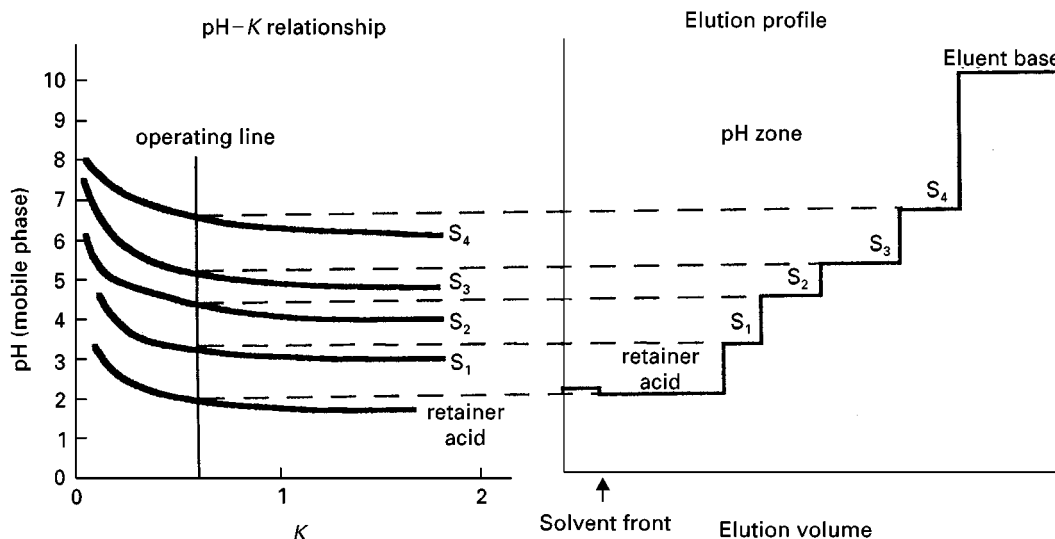 pH–K relationship
operating line
pH (mobile phase)
10
9
8
7
6
5
4
3
2
1
0
S4
S3
S2
S1
retainer
acid
0
1
2
K
Elution profile
Eluent base
pH zone
S4
S3
S2
S1
retainer
acid
Solvent front
Elution volume